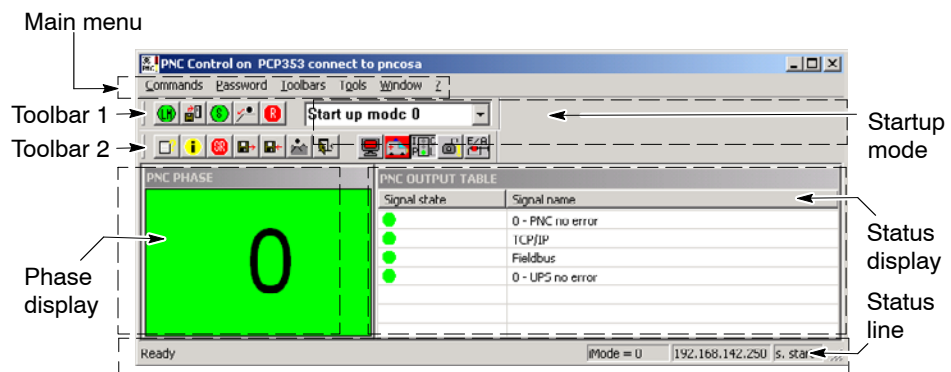 Main menu
PNC Control on PCP353 connect to pncosa
Commands Password Toolbars Tools Window ?
Toolbar 1
LM S R
Start up mode 0
Startup
mode
Toolbar 2
SR
E/A
PNC PHASE
PNC OUTPUT TABLE
Signal state Signal name
0 - PNC no error
TCP/IP
Fieldbus
0 - UPS no error
0
Phase
display
Status
display
Status
line
Ready
iMode = 0
192.168.142.250
s. star